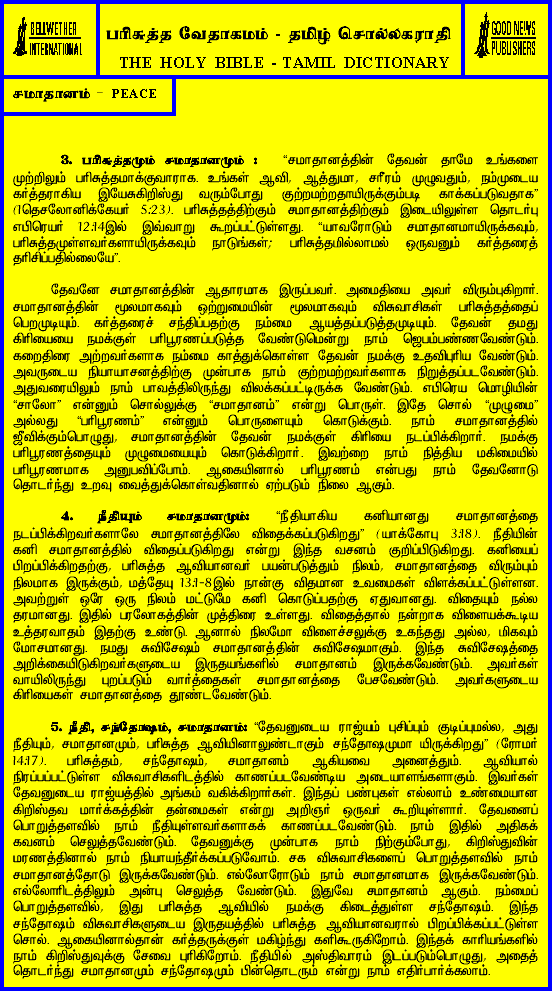 BELLWETHER
INTERNATIONAL
பரிசுத்த வேதாகமம் - தமிழ் சொல்லகராதி
THE HOLY BIBLE - TAMIL DICTIONARY
GOOD NEWS
PUBLISHERS
சமாதானம் - PEACE
3. பரிசுத்தமும் சமாதானமும் : “சமாதானத்தின் தேவன் தாமே உங்களை
முற்றிலும் பரிசுத்தமாக்குவாராக. உங்கள் ஆவி, ஆத்துமா, சரீரம் முழுவதும், நம்முடைய
கர்த்தராகிய இயேசுகிறிஸ்து வரும்போது குற்றமற்றதாயிருக்கும்படி காக்கப்படுவதாக”
(1தெசலோனிக்கேயர் 5:23). பரிசுத்தத்திற்கும் சமாதானத்திற்கும் இடையிலுள்ள தொடர்பு
எபிரெயர் 12:14இல் இவ்வாறு கூறப்பட்டுள்ளது. “யாவரோடும் சமாதானமாயிருக்கவும்,
பரிசுத்தமுள்ளவர்களாயிருக்கவும் நாடுங்கள்; பரிசுத்தமில்லாமல் ஒருவனும் கர்த்தரைத்
தரிசிப்பதில்லையே”.
தேவனே சமாதானத்தின் ஆதாரமாக இருப்பவர். அமைதியை அவர் விரும்புகிறார்.
சமாதானத்தின் மூலமாகவும் ஒற்றுமையின் மூலமாகவும் விசுவாசிகள் பரிசுத்தத்தைப்
பெறமுடியும். கர்த்தரைச் சந்திப்பதற்கு நம்மை ஆயத்தப்படுத்தமுடியும். தேவன் தமது
கிரியையை நமக்குள் பரிபூரணப்படுத்த வேண்டுமென்று நாம் ஜெபம்பண்ணவேண்டும்.
கறைதிரை அற்றவர்களாக நம்மை காத்துக்கொள்ள தேவன் நமக்கு உதவிபுரிய வேண்டும்.
அவருடைய நியாயாசனத்திற்கு முன்பாக நாம் குற்றமற்றவர்களாக நிறுத்தப்படவேண்டும்.
அதுவரையிலும் நாம் பாவத்திலிருந்து விலக்கப்பட்டிருக்க வேண்டும். எபிரெய மொழியின்
“சாலோ” என்னும் சொல்லுக்கு “சமாதானம்” என்று பொருள். இதே சொல் “முழுமை”
அல்லது “பரிபூரணம்” என்னும் பொருளையும் கொடுக்கும். நாம் சமாதானத்தில்
ஜீவிக்கும்பொழுது, சமாதானத்தின் தேவன் நமக்குள் கிரியை நடப்பிக்கிறார். நமக்கு
பரிபூரணத்தையும் முழுமையையும் கொடுக்கிறார். இவற்றை நாம் நித்திய மகிமையில்
பரிபூரணமாக அனுபவிப்போம். ஆகையினால் பரிபூரணம் என்பது நாம் தேவனோடு
தொடர்ந்து உறவு வைத்துக்கொள்வதினால் ஏற்படும் நிலை ஆகும்.
4. நீதியும் சமாதானமும்: “நீதியாகிய கனியானது சமாதானத்தை
நடப்பிக்கிறவர்களாலே சமாதானத்திலே விதைக்கப்படுகிறது” (யாக்கோபு 3:18). நீதியின்
கனி சமாதானத்தில் விதைப்படுகிறது என்று இந்த வசனம் குறிப்பிடுகிறது. கனியைப்
பிறப்பிக்கிறதற்கு, பரிசுத்த ஆவியானவர் பயன்படுத்தும் நிலம், சமாதானத்தை விரும்பும்
நிலமாக இருக்கும், மத்தேயு 13:1-8இல் நான்கு விதமான உவமைகள் விளக்கப்பட்டுள்ளன.
அவற்றுள் ஒரே ஒரு நிலம் மட்டுமே கனி கொடுப்பதற்கு ஏதுவானது. விதையும் நல்ல
தரமானது. இதில் பரலோகத்தின் முத்திரை உள்ளது. விதைத்தால் நன்றாக விளையக்கூடிய
உத்தரவாதம் இதற்கு உண்டு. ஆனால் நிலமோ விளைச்சலுக்கு உகந்தது அல்ல, மிகவும்
மோசமானது. நமது சுவிசேஷம் சமாதானத்தின் சுவிசேஷமாகும். இந்த சுவிசேஷத்தை
அறிக்கையிடுகிறவர்களுடைய இருதயங்களில் சமாதானம் இருக்கவேண்டும். அவர்கள்
வாயிலிருந்து புறப்படும் வார்த்தைகள் சமாதானத்தை பேசவேண்டும். அவர்களுடைய
கிரியைகள் சமாதானத்தை தூண்டவேண்டும்.
5. நீதி, சந்தோஷம், சமாதானம்: “தேவனுடைய ராஜ்யம் புசிப்பும் குடிப்புமல்ல, அது
நீதியும், சமாதானமும், பரிசுத்த ஆவியினாலுண்டாகும் சந்தோஷமுமா யிருக்கிறது” (ரோமர்
14:17). பரிசுத்தம், சந்தோஷம், சமாதானம் ஆகியவை அனைத்தும். ஆவியால்
நிரப்பப்பட்டுள்ள விசுவாசிகளிடத்தில் காணப்படவேண்டிய அடையாளங்களாகும். இவர்கள்
தேவனுடைய ராஜ்யத்தில் அங்கம் வகிக்கிறார்கள். இந்தப் பண்புகள் எல்லாம் உண்மையான
கிறிஸ்தவ மார்க்கத்தின் தன்மைகள் என்று அறிஞர் ஒருவர் கூறியுள்ளார். தேவனைப்
பொறுத்தளவில் நாம் நீதியுள்ளவர்களாகக் காணப்படவேண்டும். நாம் இதில் அதிகக்
கவனம் செலுத்தவேண்டும். தேவனுக்கு முன்பாக நாம் நிற்கும்போது, கிறிஸ்துவின்
மரணத்தினால் நாம் நியாயந்தீர்க்கப்படுவோம். சக விசுவாசிகளைப் பொறுத்தளவில் நாம்
சமாதானத்தோடு இருக்கவேண்டும். எல்லோரோடும் நாம் சமாதானமாக இருக்கவேண்டும்.
எல்லோரிடத்திலும் அன்பு செலுத்த வேண்டும். இதுவே சமாதானம் ஆகும். நம்மைப்
பொறுத்தளவில், இது பரிசுத்த ஆவியில் நமக்கு கிடைத்துள்ள சந்தோஷம். இந்த
சந்தோஷம் விசுவாசிகளுடைய இருதயத்தில் பரிசுத்த ஆவியானவரால் பிறப்பிக்கப்பட்டுள்ள
சொல். ஆகையினால்தான் கர்த்தருக்குள் மகிழ்ந்து களிகூருகிறோம். இந்தக் காரியங்களில்
நாம் கிறிஸ்துவுக்கு சேவை புரிகிறோம். நீதியில் அஸ்திவாரம் இடப்படும்பொழுது, அதைத்
தொடர்ந்து சமாதானமும் சந்தோஷமும் பின்தொடரும் என்று நாம் எதிர்பார்க்கலாம்.